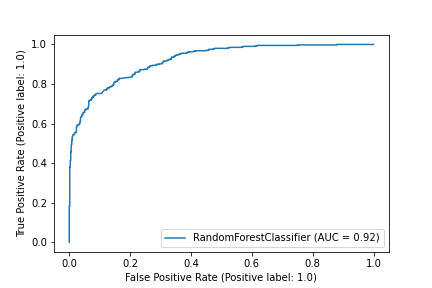 1.0
0.8
0.6
0.4
0.2
0.0
True Positive Rate (Positive label: 1.0)
RandomForestClassifier (AUC = 0.92)
0.0 0.2 0.4 0.6 0.8 1.0
False Positive Rate (Positive label: 1.0)